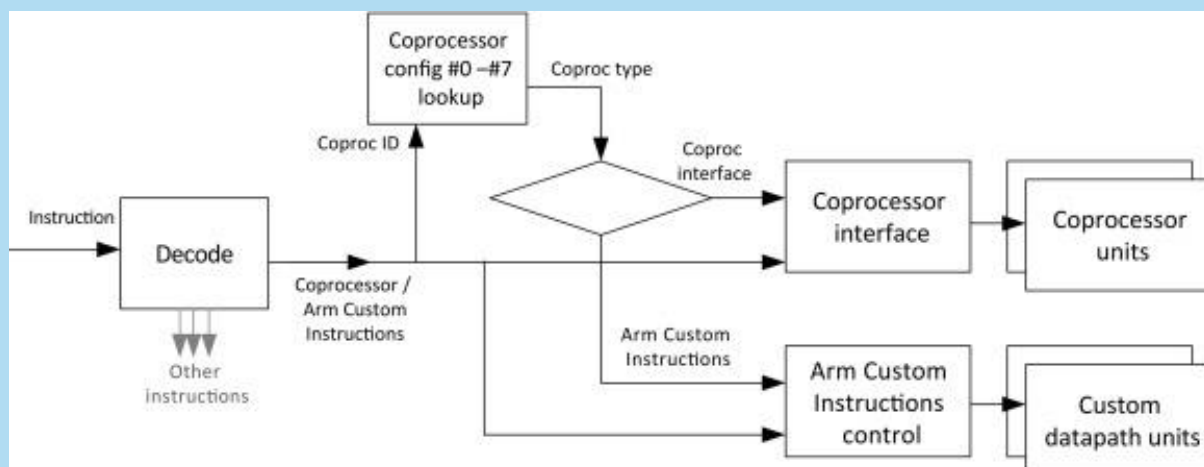 Coprocessor
config #0 –#7
lookup
Coproc type
Coproc ID
Coproc
interface
Instruction
Decode
Coprocessor
interface
Coprocessor
units
Coprocessor /
Arm Custom
Instructions
Other
instructions
Arm Custom
Instructions
Arm Custom
Instructions
control
Custom
datapath units